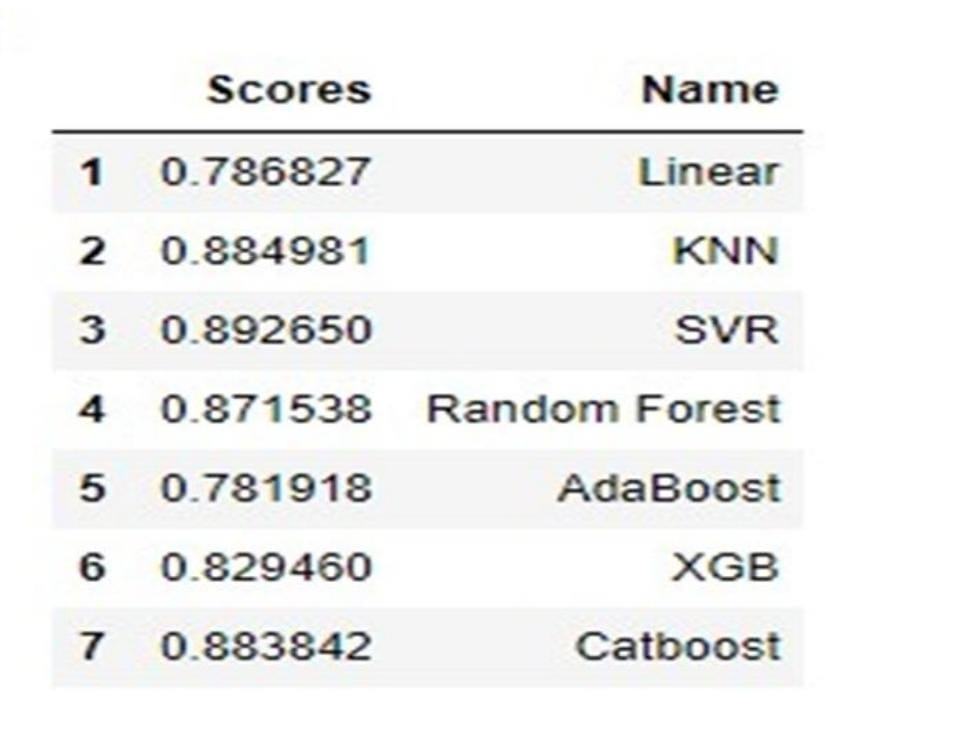 Scores Name
1 0.786827 Linear
2 0.884981 KNN
3 0.892650 SVR
4 0.871538 Random Forest
5 0.781918 AdaBoost
6 0.829460 XGB
7 0.883842 Catboost